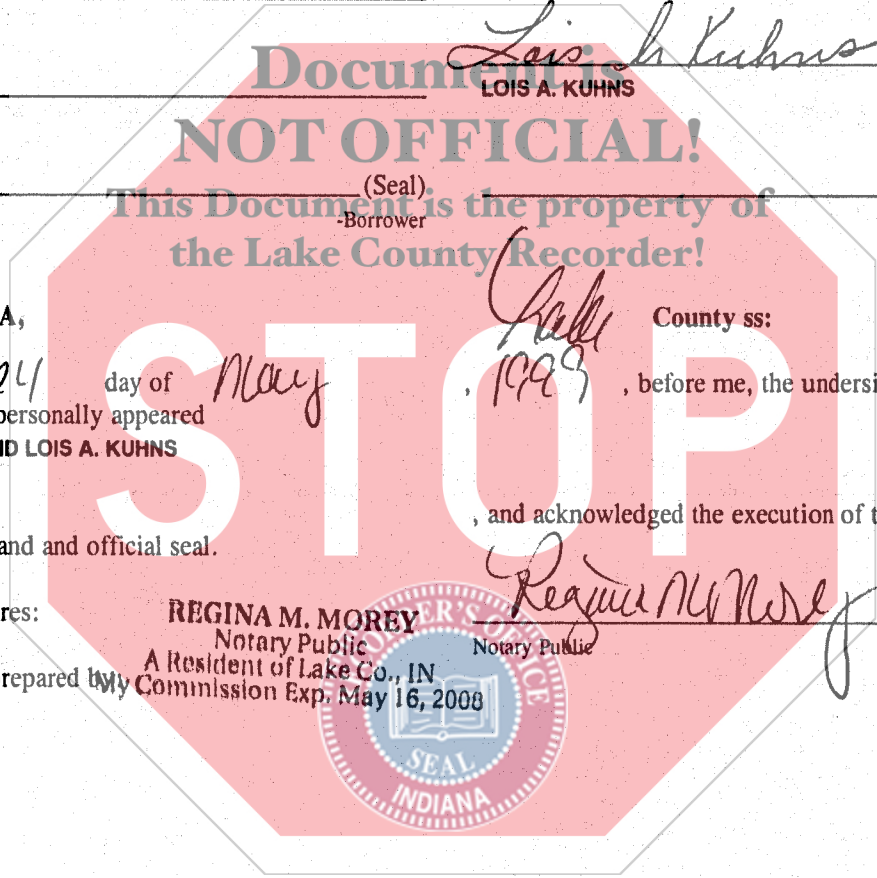 Lois A. Kuhns
LOIS A. KUHNS
Document is
NOT OFFICIAL!
(Seal)
This Document is the property of
-Borrower
the Lake County Recorder!
A, Lake County ss:
24 day of May , 1999 , before me, the undersi
personally appeared
ID LOIS A. KUHNS
STOP
, and acknowledged the execution of t
and and official seal.
Regina M. Morey
res:
REGINA M. MOREY
Notary Public
Notary Public
A Resident of Lake Co., IN
repared by
My Commission Exp. May 16, 2008
RECORDER'S OFFICE
SEAL
INDIANA